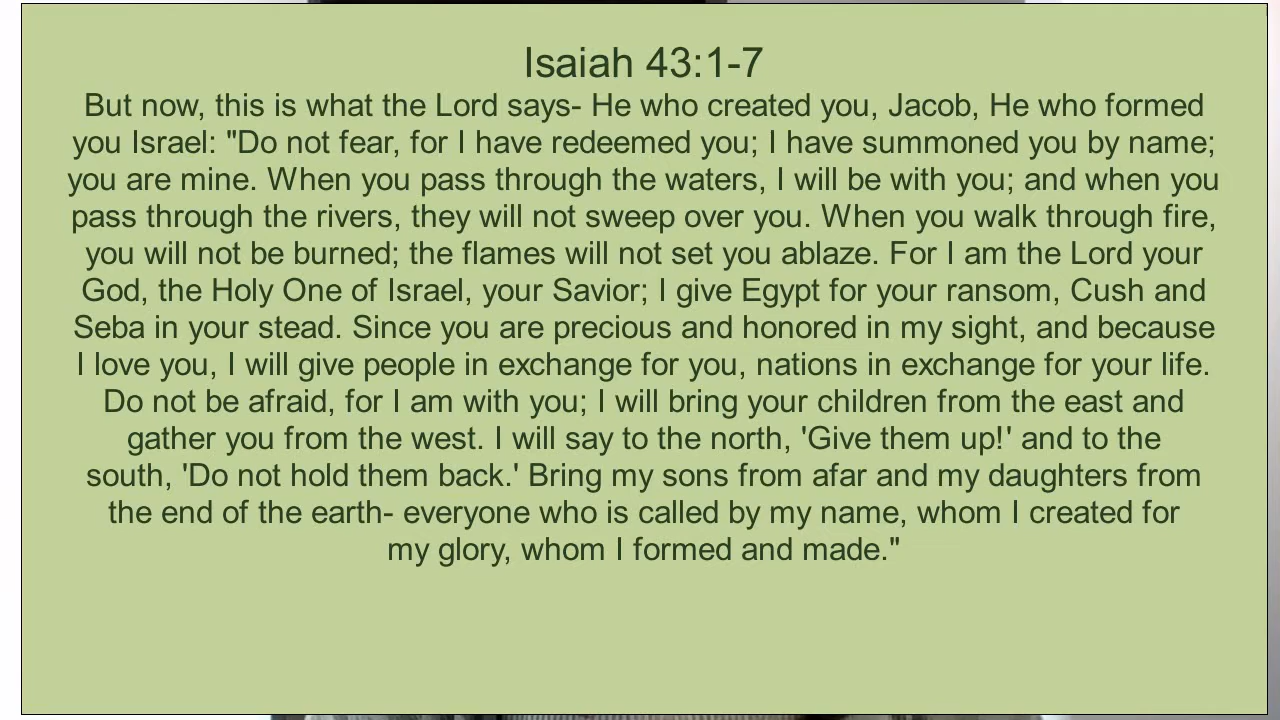 Isaiah 43:1-7
But now, this is what the Lord says- He who created you, Jacob, He who formed
you Israel: "Do not fear, for I have redeemed you; I have summoned you by name;
you are mine. When you pass through the waters, I will be with you; and when you
pass through the rivers, they will not sweep over you. When you walk through fire,
you will not be burned; the flames will not set you ablaze. For I am the Lord your
God, the Holy One of Israel, your Savior; I give Egypt for your ransom, Cush and
Seba in your stead. Since you are precious and honored in my sight, and because
I love you, I will give people in exchange for you, nations in exchange for your life.
Do not be afraid, for I am with you; I will bring your children from the east and
gather you from the west. I will say to the north, 'Give them up!' and to the
south, 'Do not hold them back.' Bring my sons from afar and my daughters from
the end of the earth- everyone who is called by my name, whom I created for
my glory, whom I formed and made."